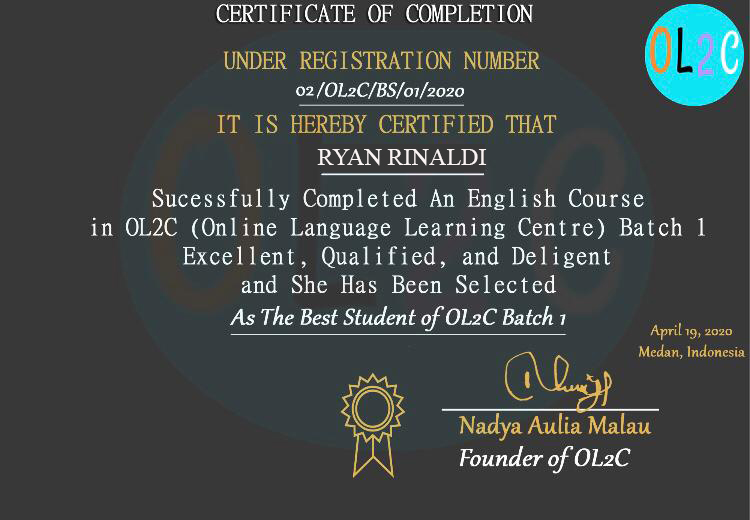 CERTIFICATE OF COMPLETION
OL2C
UNDER REGISTRATION NUMBER
02/OL2C/BS/01/2020
IT IS HEREBY CERTIFIED THAT
RYAN RINALDI
Sucessfully Completed An English Course
in OL2C (Online Language Learning Centre) Batch 1
Excellent, Qualified, and Deligent
and She Has Been Selected
As The Best Student of OL2C Batch 1
April 19, 2020
Medan, Indonesia
Nadya Aulia Malau
Founder of OL2C
OL2C